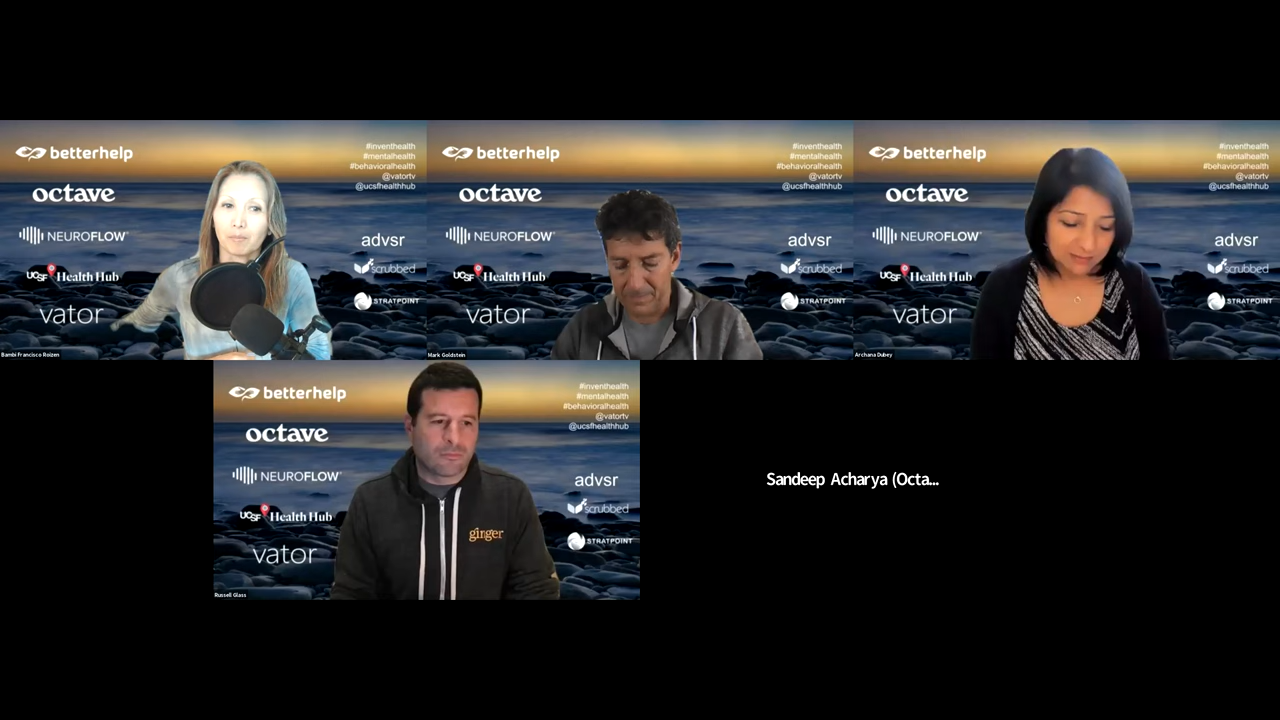 betterhelp
octave
NEUROFLOW
UCSF Health Hub
vator
#inventhealth
#mentalhealth
#behavioralhealth
@vatortv
@ucsfhealthhub
advsr
scrubbed
STRATPOINT
Bambi Francisco Roizen
betterhelp
octave
NEUROFLOW
UCSF Health Hub
vator
#inventhealth
#mentalhealth
#behavioralhealth
@vatortv
@ucsfhealthhub
advsr
scrubbed
STRATPOINT
Mark Goldstein
betterhelp
octave
NEUROFLOW
UCSF Health Hub
vator
#inventhealth
#mentalhealth
#behavioralhealth
@vatortv
@ucsfhealthhub
advsr
scrubbed
STRATPOINT
Archana Dubey
betterhelp
octave
NEUROFLOW
UCSF Health Hub
vator
#inventhealth
#mentalhealth
#behavioralhealth
@vatortv
@ucsfhealthhub
advsr
scrubbed
STRATPOINT
ginger
Russell Glass
Sandeep Acharya (Octa...